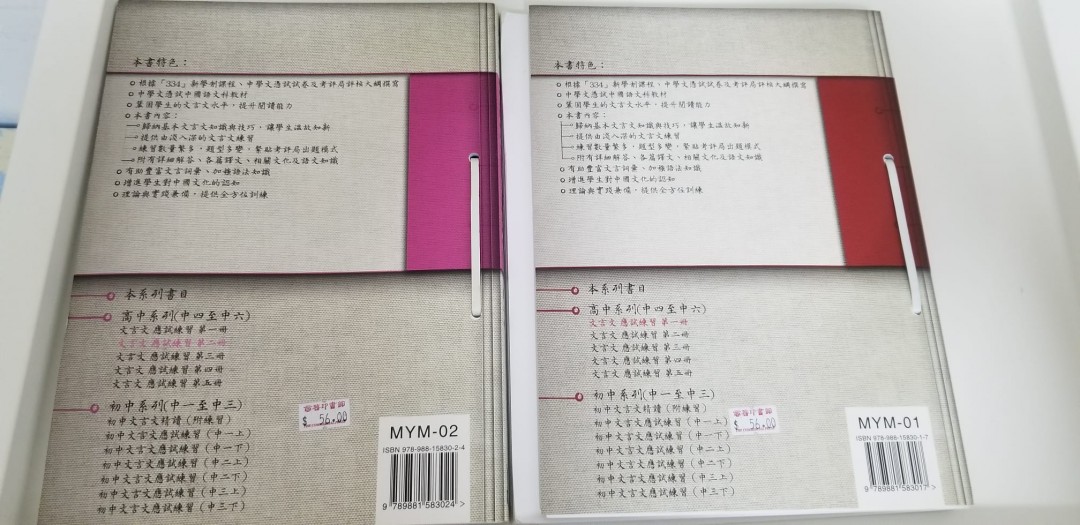 本書特色：
根據「334」新學制課程、中學文憑試試卷及考評局評核大綱撰寫
中學文憑試中國語文科教材
鞏固學生的文言文水平，提升閱讀能力
本書內容：
歸納基本文言文知識與技巧，讓學生溫故知新
提供由淺入深的文言文練習
練習數量繁多，題型多變，緊貼考評局出題模式
附有詳細解答、各篇譯文、相關文化及語文知識
有助豐富文言詞彙、加強語法知識
增進學生對中國文化的認知
理論與實踐兼備，提供全方位訓練
本系列書目
高中系列(中四至中六)
文言文 應試練習 第一冊
文言文 應試練習 第二冊
文言文 應試練習 第三冊
文言文 應試練習 第四冊
文言文 應試練習 第五冊
初中系列(中一至中三)
初中文言文精讀（附練習）
初中文言文應試練習（中一上）
初中文言文應試練習（中一下）
初中文言文應試練習（中二上）
初中文言文應試練習（中二下）
初中文言文應試練習（中三上）
初中文言文應試練習（中三下）
$ 56.00
MYM-02
ISBN 978-988-15830-2-4
9 789881 583024 >
本書特色：
根據「334」新學制課程、中學文憑試試卷及考評局評核大綱撰寫
中學文憑試中國語文科教材
鞏固學生的文言文水平，提升閱讀能力
本書內容：
歸納基本文言文知識與技巧，讓學生溫故知新
提供由淺入深的文言文練習
練習數量繁多，題型多變，緊貼考評局出題模式
附有詳細解答、各篇譯文、相關文化及語文知識
有助豐富文言詞彙、加強語法知識
增進學生對中國文化的認知
理論與實踐兼備，提供全方位訓練
本系列書目
高中系列(中四至中六)
文言文 應試練習 第一冊
文言文 應試練習 第二冊
文言文 應試練習 第三冊
文言文 應試練習 第四冊
文言文 應試練習 第五冊
初中系列(中一至中三)
初中文言文精讀（附練習）
初中文言文應試練習（中一上）
初中文言文應試練習（中一下）
初中文言文應試練習（中二上）
初中文言文應試練習（中二下）
初中文言文應試練習（中三上）
初中文言文應試練習（中三下）
$ 56.00
MYM-01
ISBN 978-988-15830-1-7
9 789881 583017 >